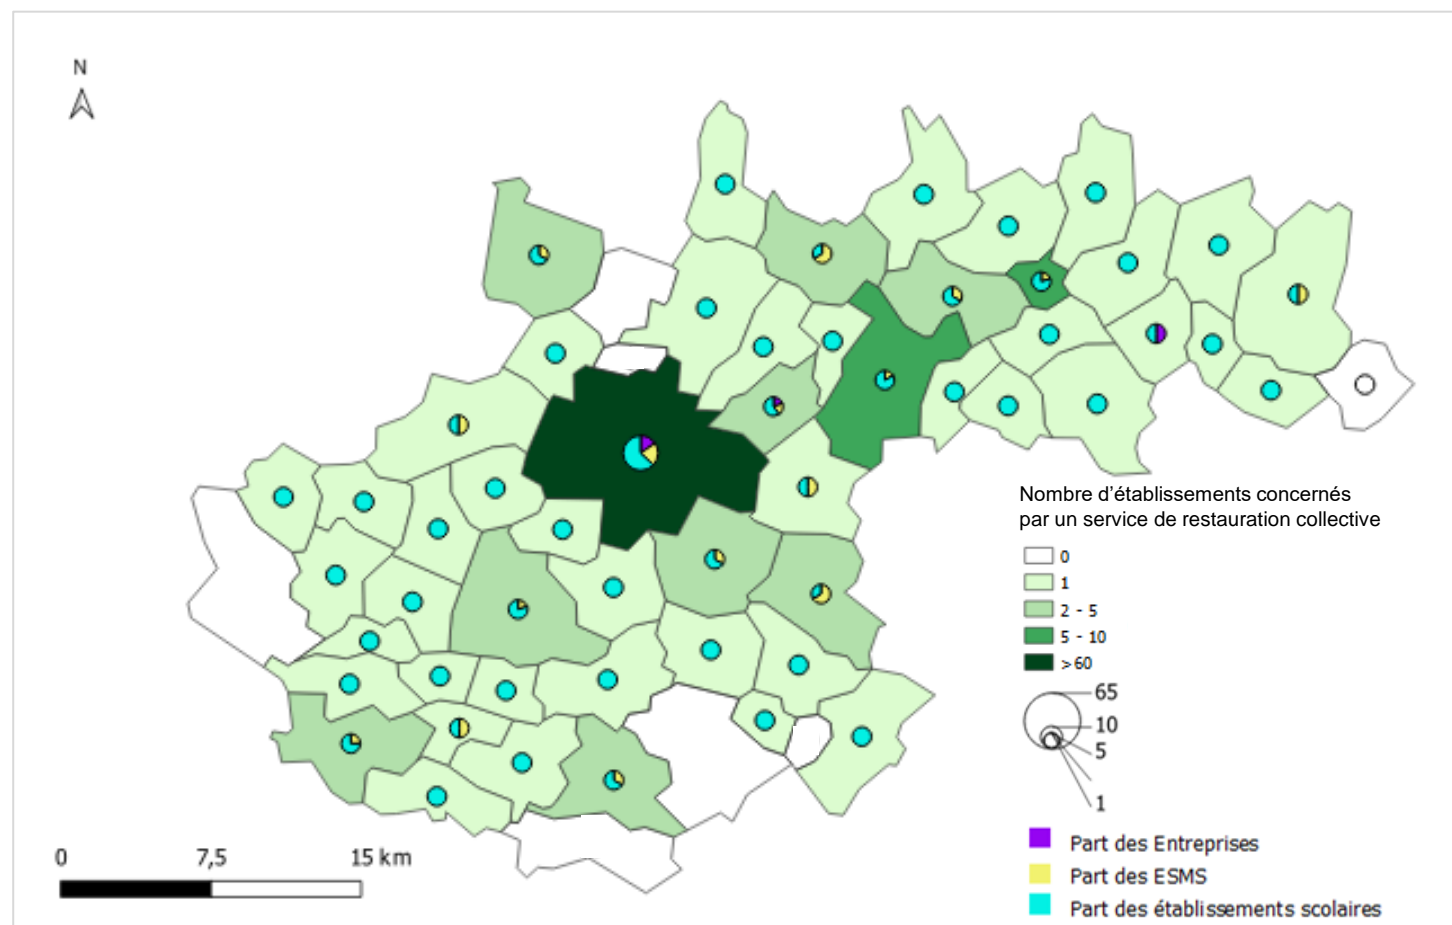 N
Nombre d’établissements concernés
par un service de restauration collective
0
1
2 - 5
5 - 10
>60
65
10
5
1
0 7,5 15 km
Part des Entreprises
Part des ESMS
Part des établissements scolaires